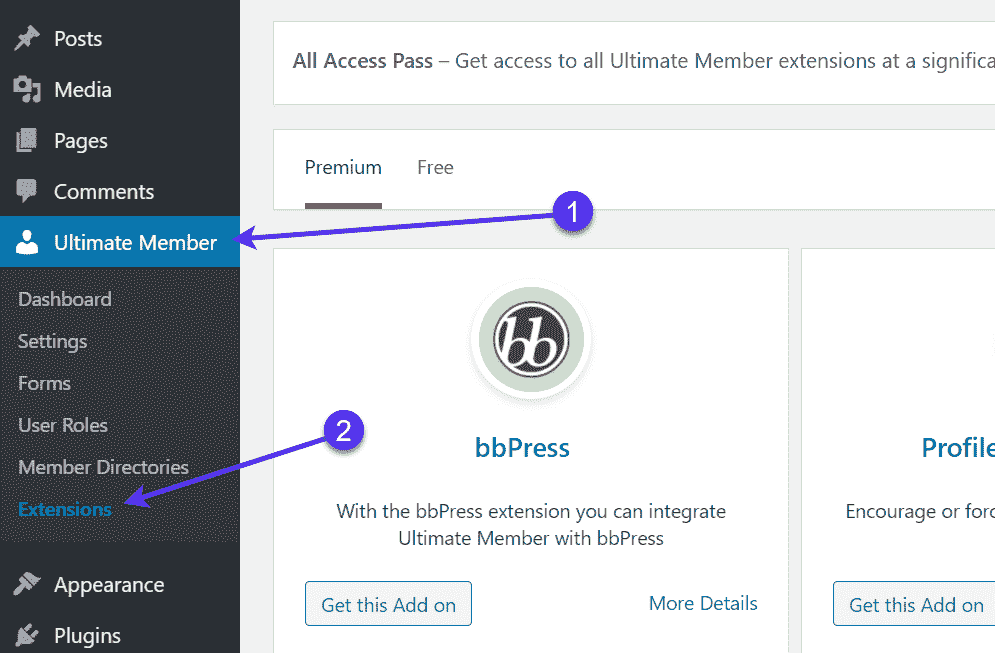 Posts
Media
Pages
Comments
Ultimate Member
Dashboard
Settings
Forms
User Roles
Member Directories
Extensions
Appearance
Plugins
All Access Pass – Get access to all Ultimate Member extensions at a significa
Premium Free
1
2
bb
bbPress
With the bbPress extension you can integrate
Ultimate Member with bbPress
Get this Add on More Details
Profile
Encourage or forc
Get this Add on